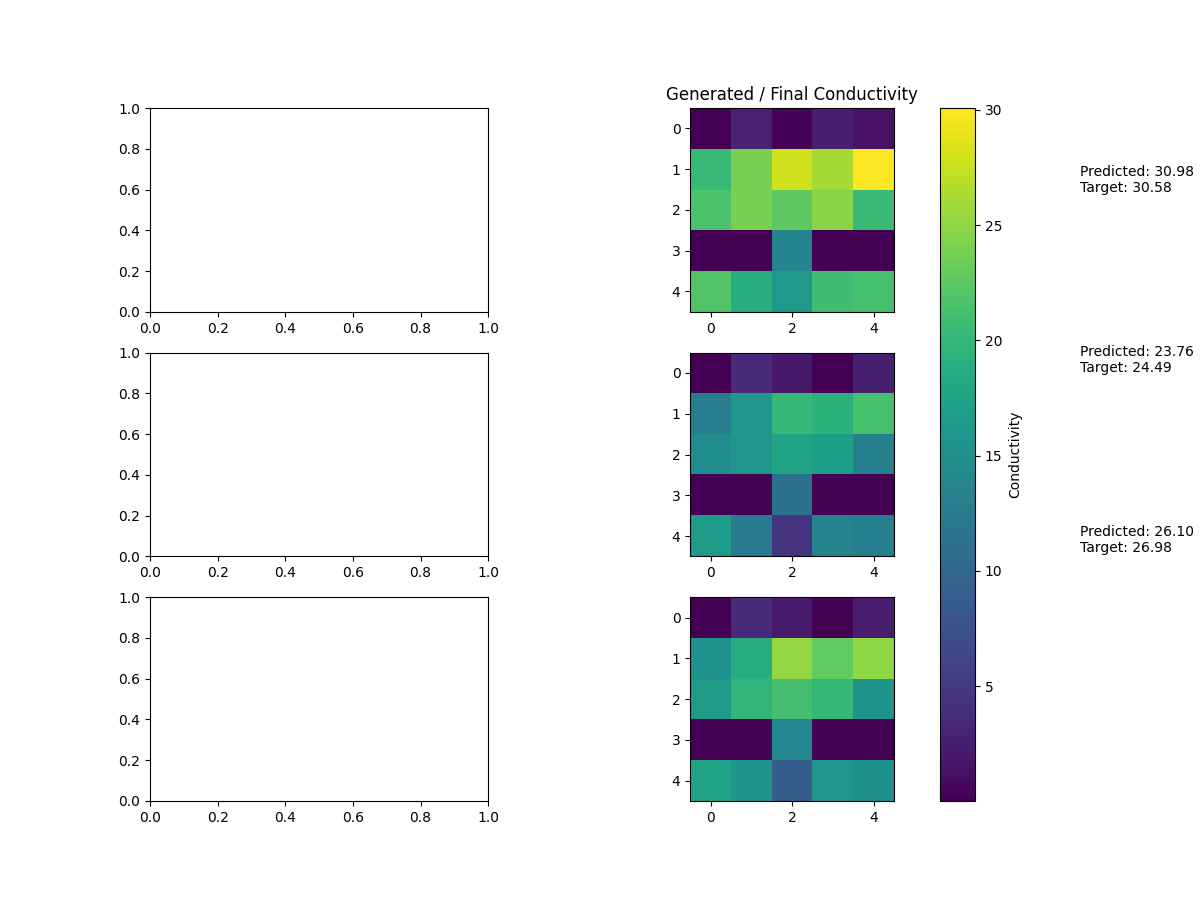 Generated / Final Conductivity
1.0
0.8
0.6
0.4
0.2
0.0
0.0 0.2 0.4 0.6 0.8 1.0
0
1
2
3
4
0 2 4
Predicted: 30.98
Target: 30.58
1.0
0.8
0.6
0.4
0.2
0.0
0.0 0.2 0.4 0.6 0.8 1.0
0
1
2
3
4
0 2 4
Predicted: 23.76
Target: 24.49
1.0
0.8
0.6
0.4
0.2
0.0
0.0 0.2 0.4 0.6 0.8 1.0
0
1
2
3
4
0 2 4
Predicted: 26.10
Target: 26.98
30
25
20
15
10
5
Conductivity